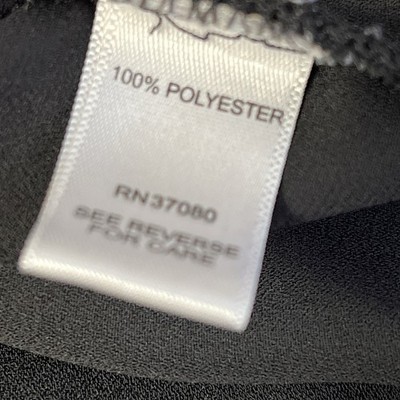 100% POLYESTER
RN37080
SEE REVERSE
FOR CARE